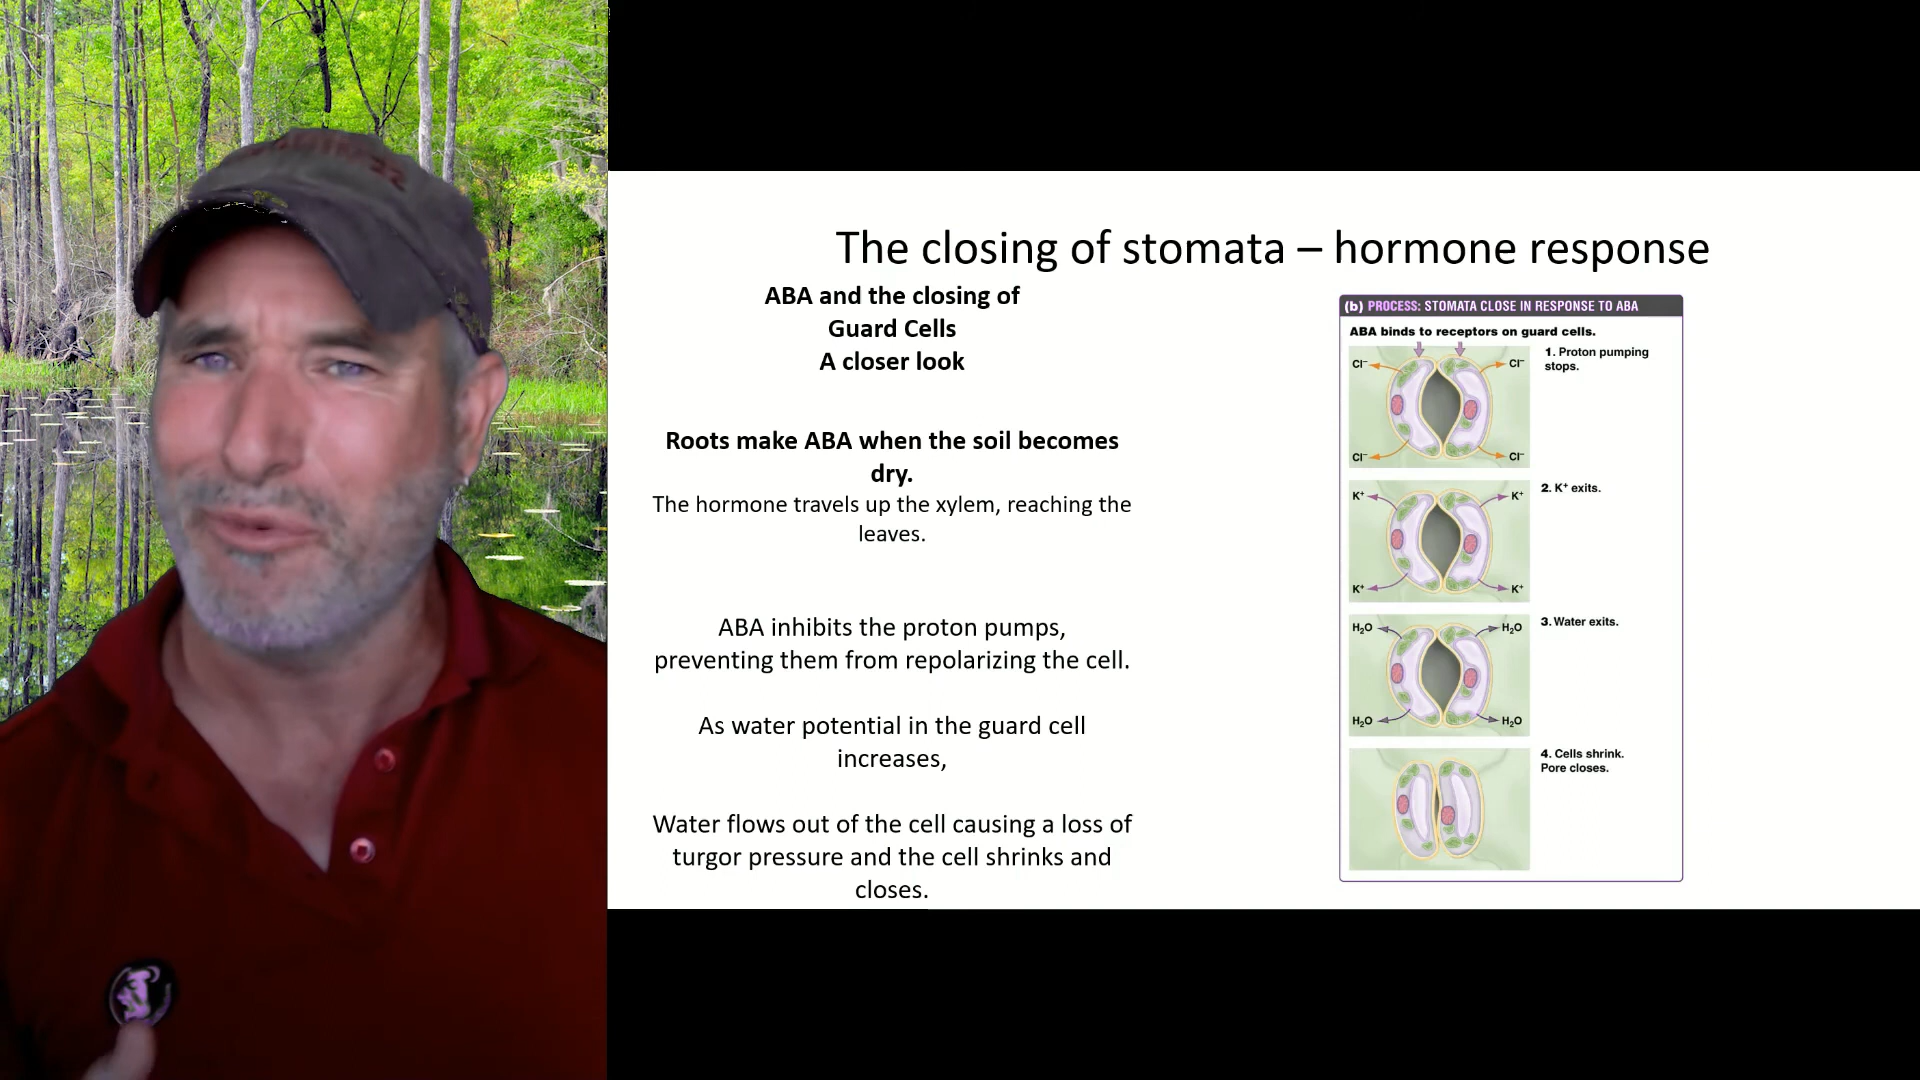 The closing of stomata – hormone response
ABA and the closing of
Guard Cells
A closer look
Roots make ABA when the soil becomes
dry.
The hormone travels up the xylem, reaching the
leaves.
ABA inhibits the proton pumps,
preventing them from repolarizing the cell.
As water potential in the guard cell
increases,
Water flows out of the cell causing a loss of
turgor pressure and the cell shrinks and
closes.
(b) PROCESS: STOMATA CLOSE IN RESPONSE TO ABA
ABA binds to receptors on guard cells.
Cl⁻ Cl⁻
1. Proton pumping
stops.
Cl⁻ Cl⁻
K⁺ K⁺
2. K⁺ exits.
K⁺ K⁺
H₂O H₂O
3. Water exits.
H₂O H₂O
4. Cells shrink.
Pore closes.